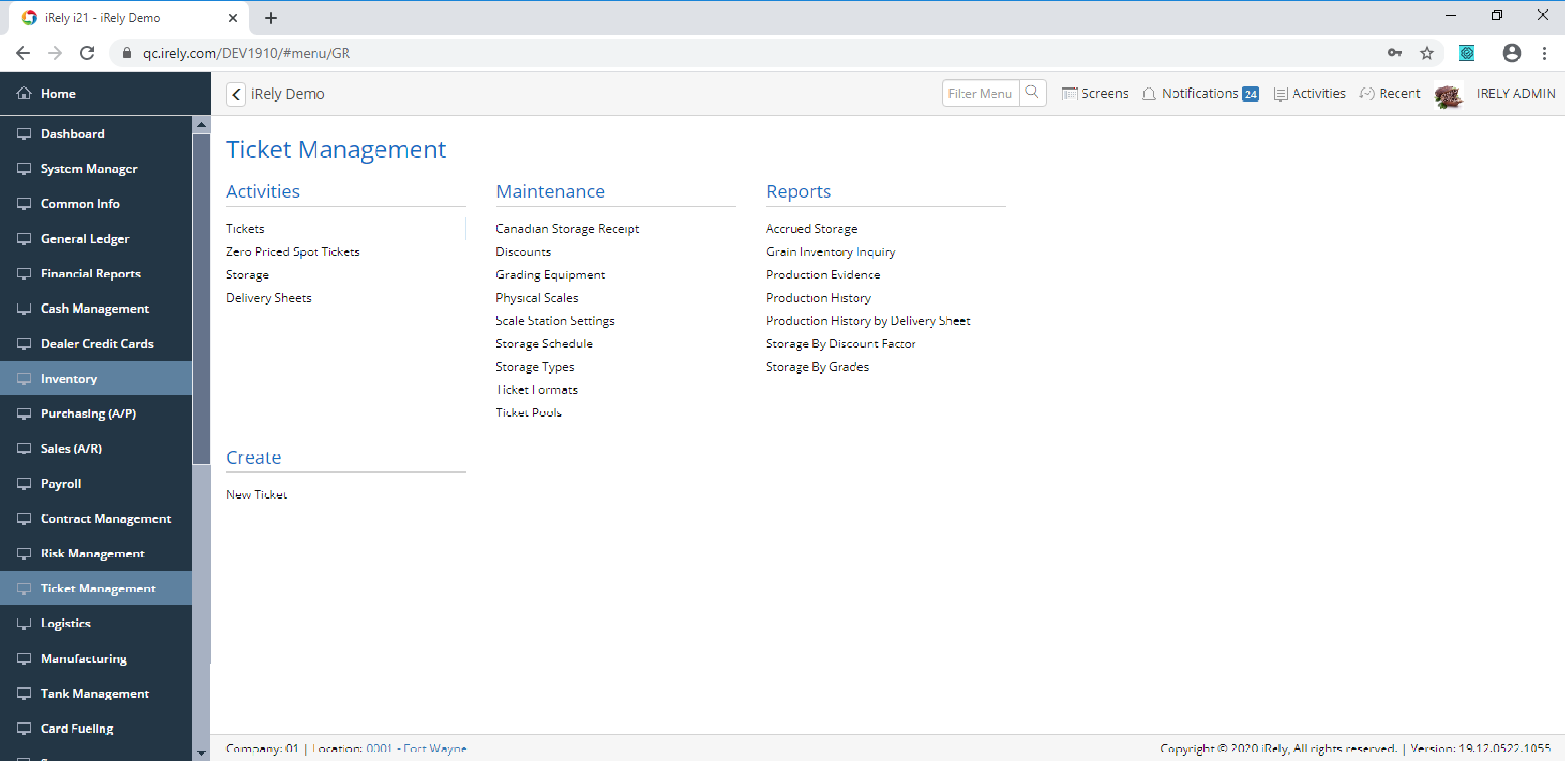 iRely i21 - iRely Demo
qc.irely.com/DEV1910/#menu/GR
Home
iRely Demo
Filter Menu
Screens
Notifications 24
Activities
Recent
IRELY ADMIN
Dashboard
System Manager
Common Info
General Ledger
Financial Reports
Cash Management
Dealer Credit Cards
Inventory
Purchasing (A/P)
Sales (A/R)
Payroll
Contract Management
Risk Management
Ticket Management
Logistics
Manufacturing
Tank Management
Card Fueling
Ticket Management
Activities
Tickets
Zero Priced Spot Tickets
Storage
Delivery Sheets
Maintenance
Canadian Storage Receipt
Discounts
Grading Equipment
Physical Scales
Scale Station Settings
Storage Schedule
Storage Types
Ticket Formats
Ticket Pools
Reports
Accrued Storage
Grain Inventory Inquiry
Production Evidence
Production History
Production History by Delivery Sheet
Storage By Discount Factor
Storage By Grades
Create
New Ticket
Company: 01 | Location: 0001 - Fort Wayne
Copyright © 2020 iRely, All rights reserved. | Version: 19.12.0522.1055